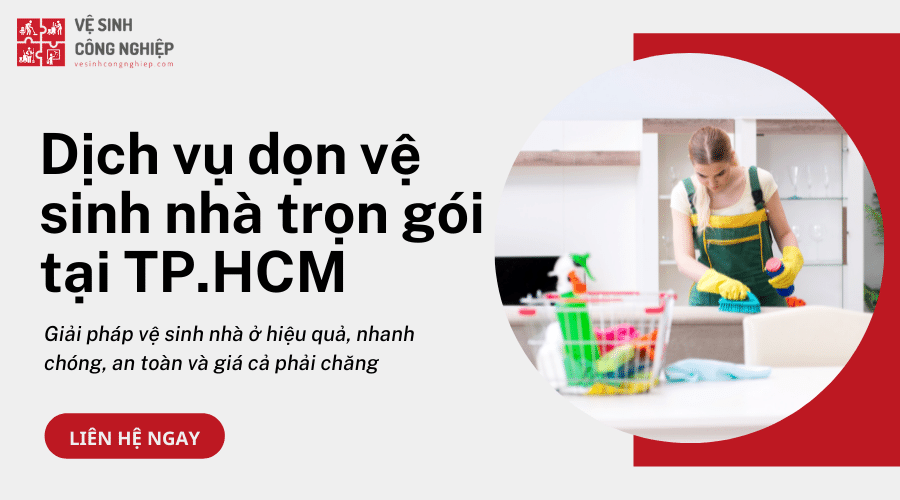 VỆ SINH
CÔNG NGHIỆP
vesinhcongnghiep.com
Dịch vụ dọn vệ
sinh nhà trọn gói
tại TP.HCM
Giải pháp vệ sinh nhà ở hiệu quả, nhanh
chóng, an toàn và giá cả phải chăng
LIÊN HỆ NGAY